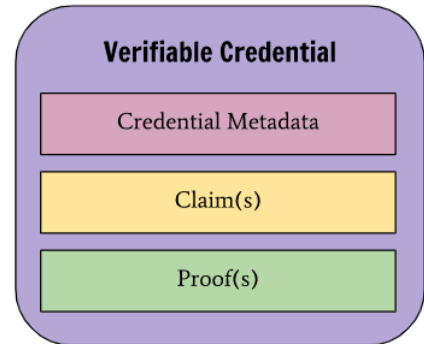 Verifiable Credential
Credential Metadata
Claim(s)
Proof(s)